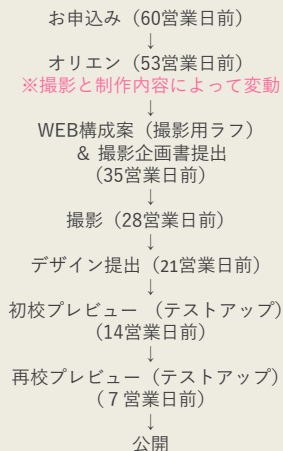 お申込み（60営業日前）
↓
オリエン（53営業日前）
※撮影と制作内容によって変動
↓
WEB構成案（撮影用ラフ）
& 撮影企画書提出
（35営業日前）
↓
撮影（28営業日前）
↓
デザイン提出（21営業日前）
↓
初校プレビュー （テストアップ）
（14営業日前）
↓
再校プレビュー（テストアップ）
（７営業日前）
↓
公開